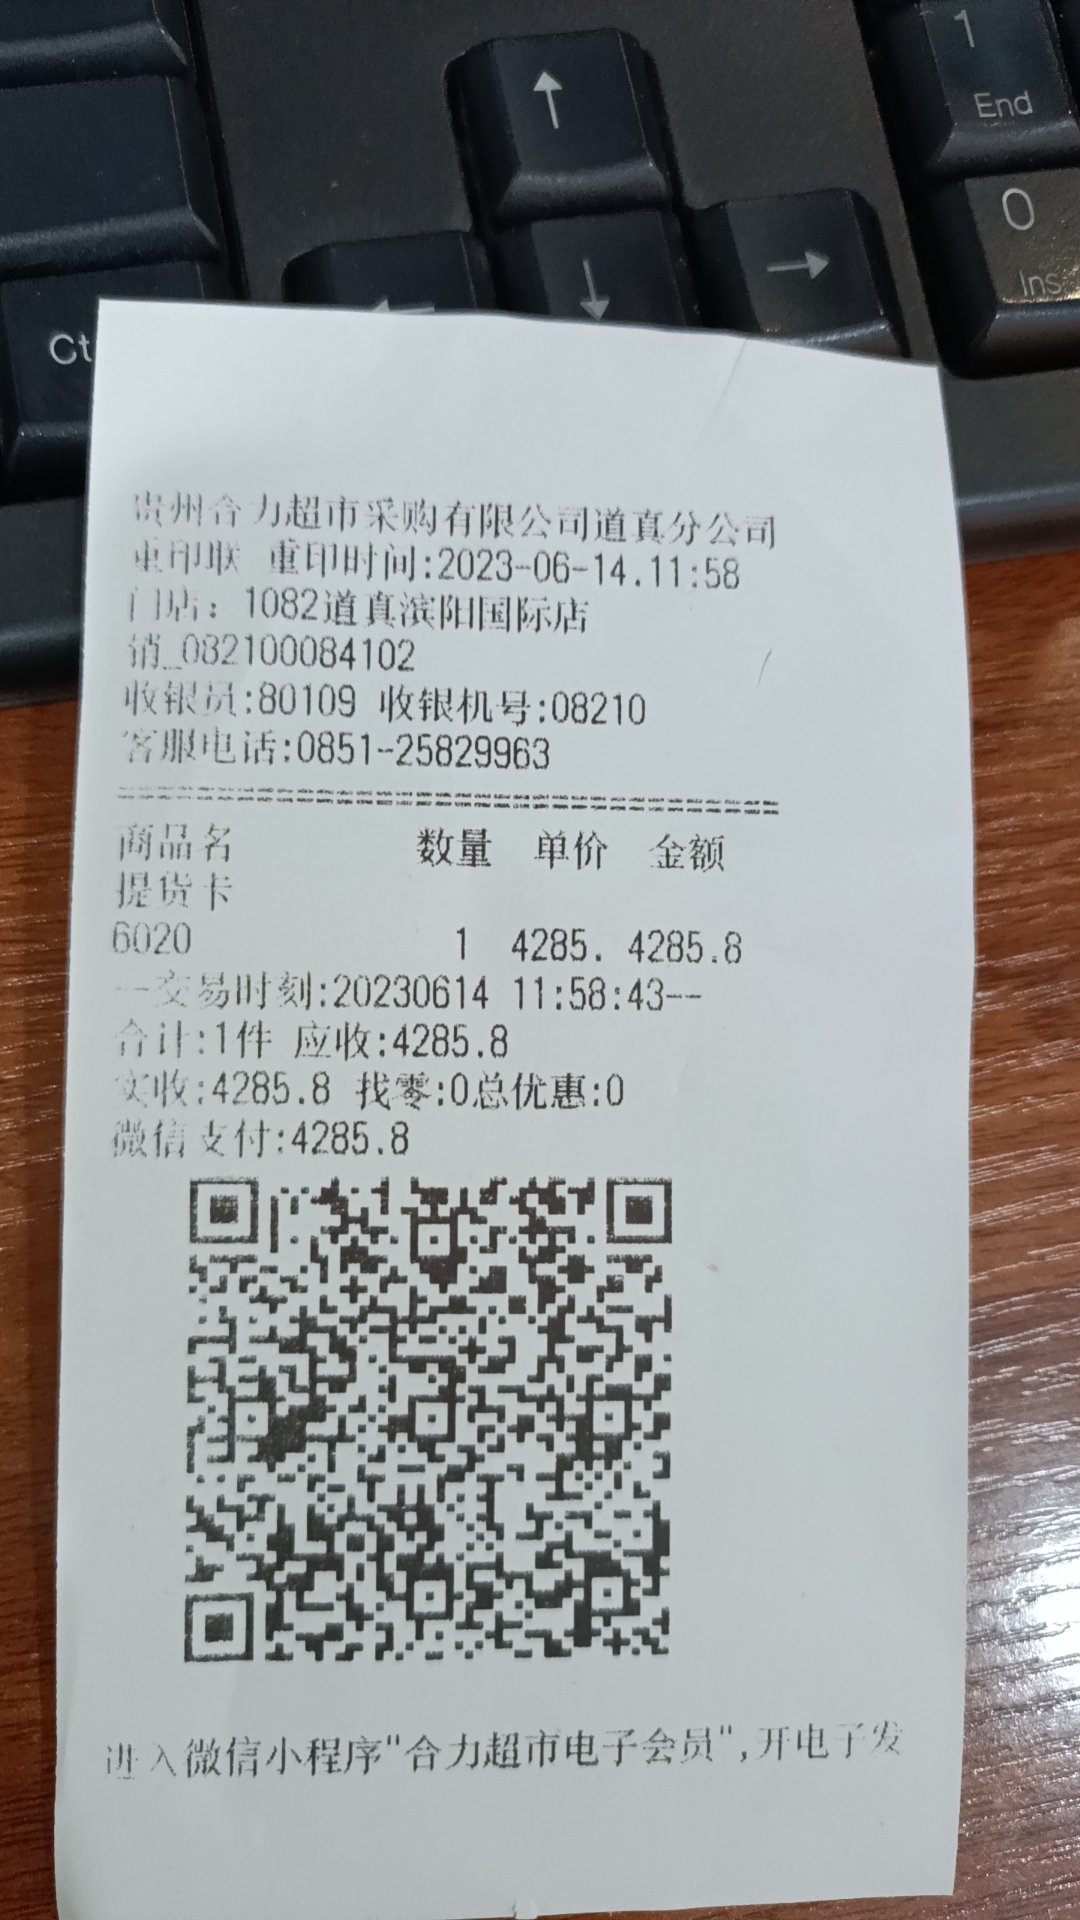 1
End
0
Ins
Ct
贵州合力超市采购有限公司道真分公司
重印联 重印时间:2023-06-14.11:58
门店：1082道真滨阳国际店
销_082100084102
收银员:80109 收银机号:08210
客服电话:0851-25829963
商品名 数量 单价 金额
提货卡
6020 1 4285. 4285.8
一交易时刻:20230614 11:58:43--
合计:1件 应收:4285.8
实收:4285.8 找零:0总优惠:0
微信支付:4285.8
进入微信小程序"合力超市电子会员",开电子发